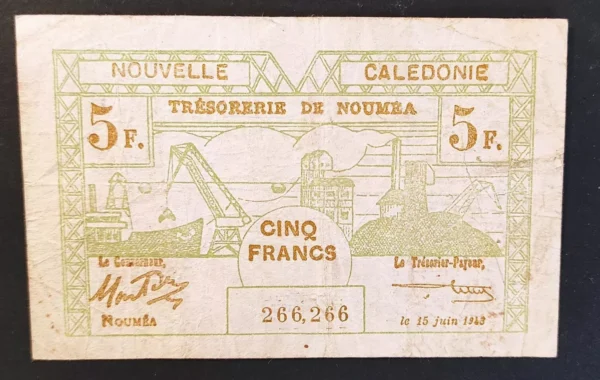 NOUVELLE CALEDONIE
TRÉSORERIE DE NOUMÉA
5 F. 5 F.
CINQ
FRANCS
Le Gouverneur, Le Trésorier-Payeur,
NOUMÉA
266,266
le 15 juin 1943